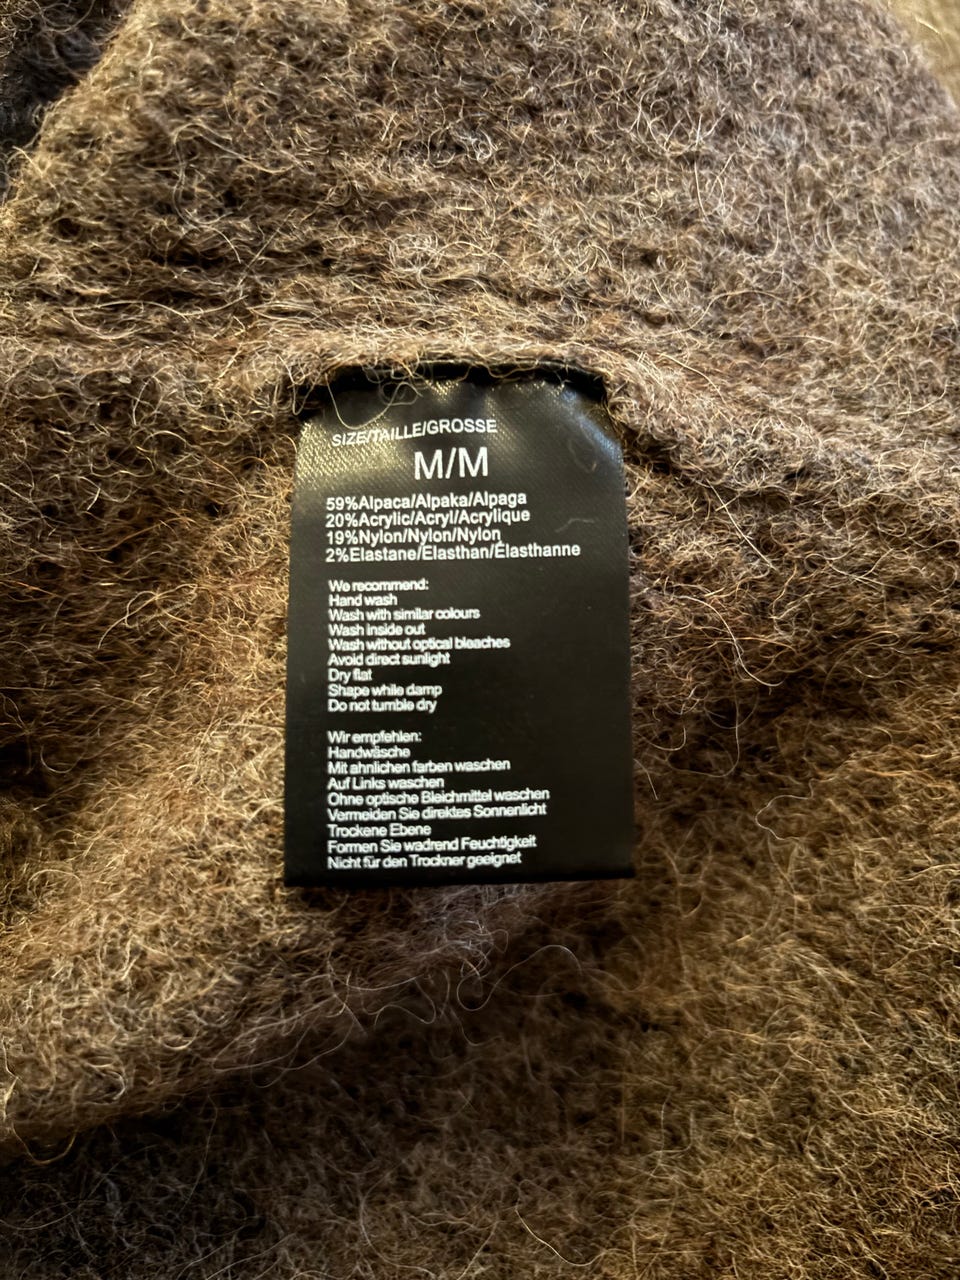 SIZE/TAILLE/GROSSE
M/M
59%Alpaca/Alpaka/Alpaga
20%Acrylic/Acryl/Acrylique
19%Nylon/Nylon/Nylon
2%Elastane/Elasthan/Élasthanne
We recommend:
Hand wash
Wash with similar colours
Wash inside out
Wash without optical bleaches
Avoid direct sunlight
Dry flat
Shape while damp
Do not tumble dry
Wir empfehlen:
Handwäsche
Mit ahnlichen farben waschen
Auf Links waschen
Ohne optische Bleichmittel waschen
Vermeiden Sie direktes Sonnenlicht
Trockene Ebene
Formen Sie wadrend Feuchtigkeit
Nicht für den Trockner geeignet